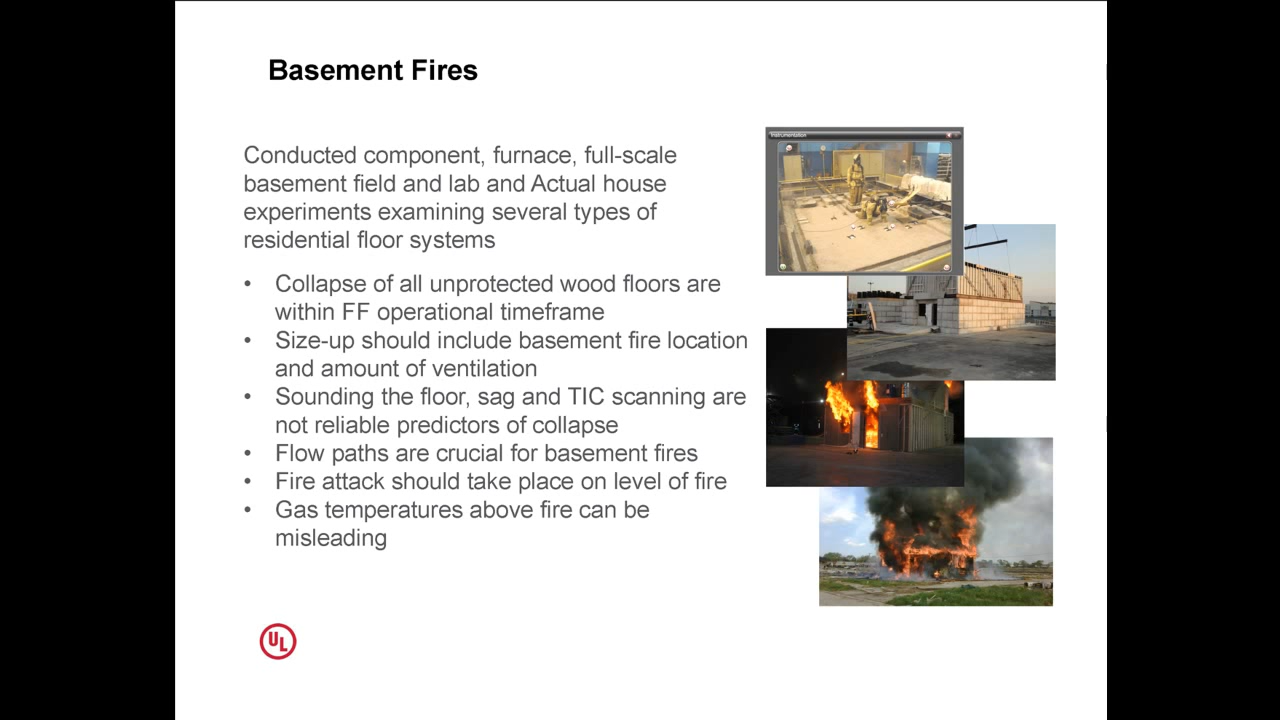 Basement Fires
Conducted component, furnace, full-scale
basement field and lab and Actual house
experiments examining several types of
residential floor systems
• Collapse of all unprotected wood floors are
within FF operational timeframe
• Size-up should include basement fire location
and amount of ventilation
• Sounding the floor, sag and TIC scanning are
not reliable predictors of collapse
• Flow paths are crucial for basement fires
• Fire attack should take place on level of fire
• Gas temperatures above fire can be
misleading
Instrumentation
UL